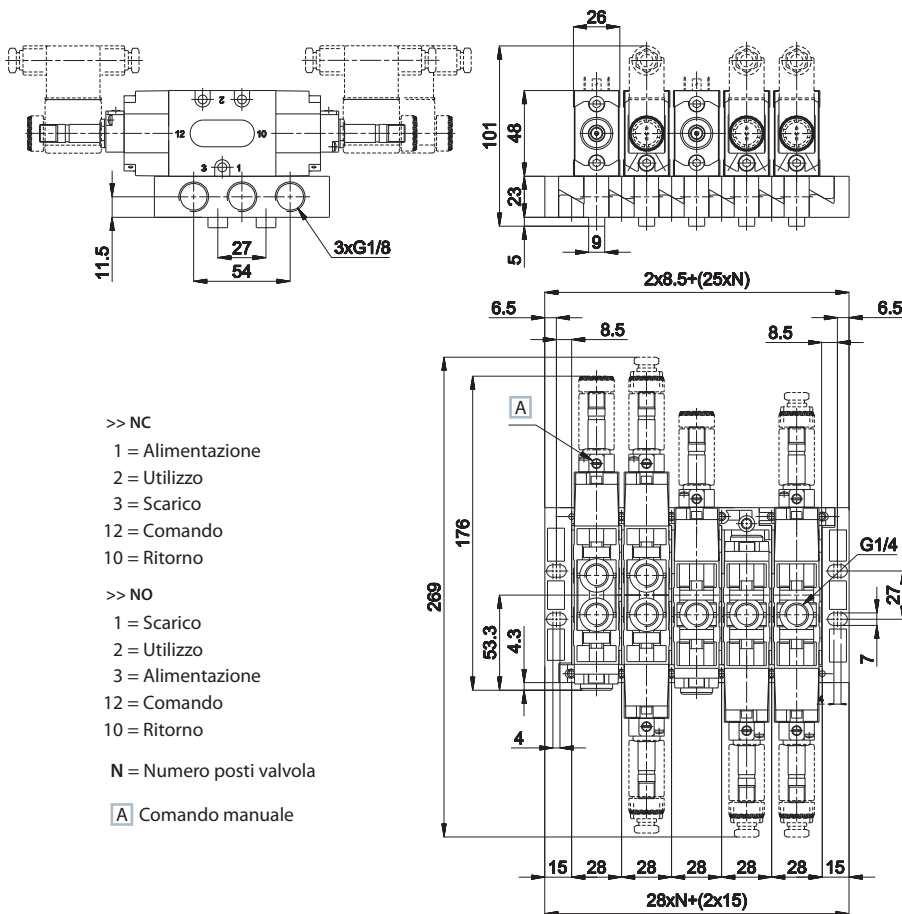 26
101
48
23
5
9
2
12
10
3
1
11.5
27
54
3xG1/8
2x8.5+(25xN)
6.5
6.5
8.5
8.5
A
>> NC
1 = Alimentazione
2 = Utilizzo
3 = Scarico
12 = Comando
10 = Ritorno
>> NO
1 = Scarico
2 = Utilizzo
3 = Alimentazione
12 = Comando
10 = Ritorno
N = Numero posti valvola
A Comando manuale
269
176
53.3
4.3
4
G1/4
27
7
15
28
28
28
28
28
15
28xN+(2x15)